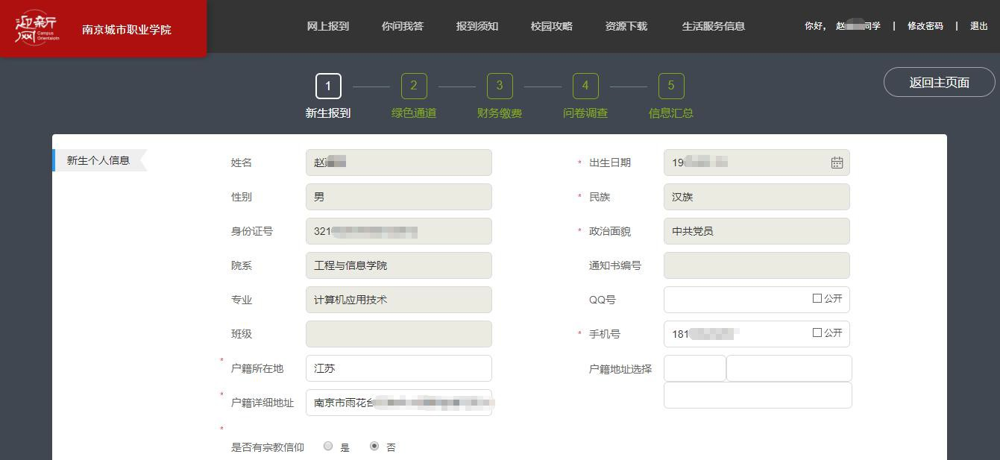 迎新网
Campus
Orientation
南京城市职业学院
网上报到 你问我答 报到须知 校园攻略 资源下载 生活服务信息
你好， 赵 同学 | 修改密码 | 退出
1 2 3 4 5
新生报到 绿色通道 财务缴费 问卷调查 信息汇总
返回主页面
新生个人信息
姓名 赵 * 出生日期 19
性别 男 * 民族 汉族
身份证号 321 * 政治面貌 中共党员
院系 工程与信息学院 通知书编号
专业 计算机应用技术 QQ号 公开
班级 * 手机号 181 公开
* 户籍所在地 江苏 户籍地址选择
* 户籍详细地址 南京市雨花台
*
是否有宗教信仰 是 否